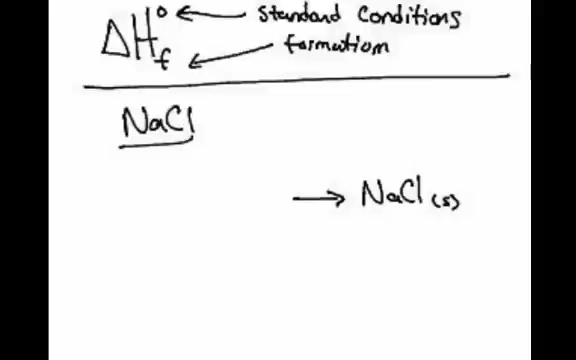 ΔH°f ← standard conditions
← formation
NaCl
→ NaCl (s)